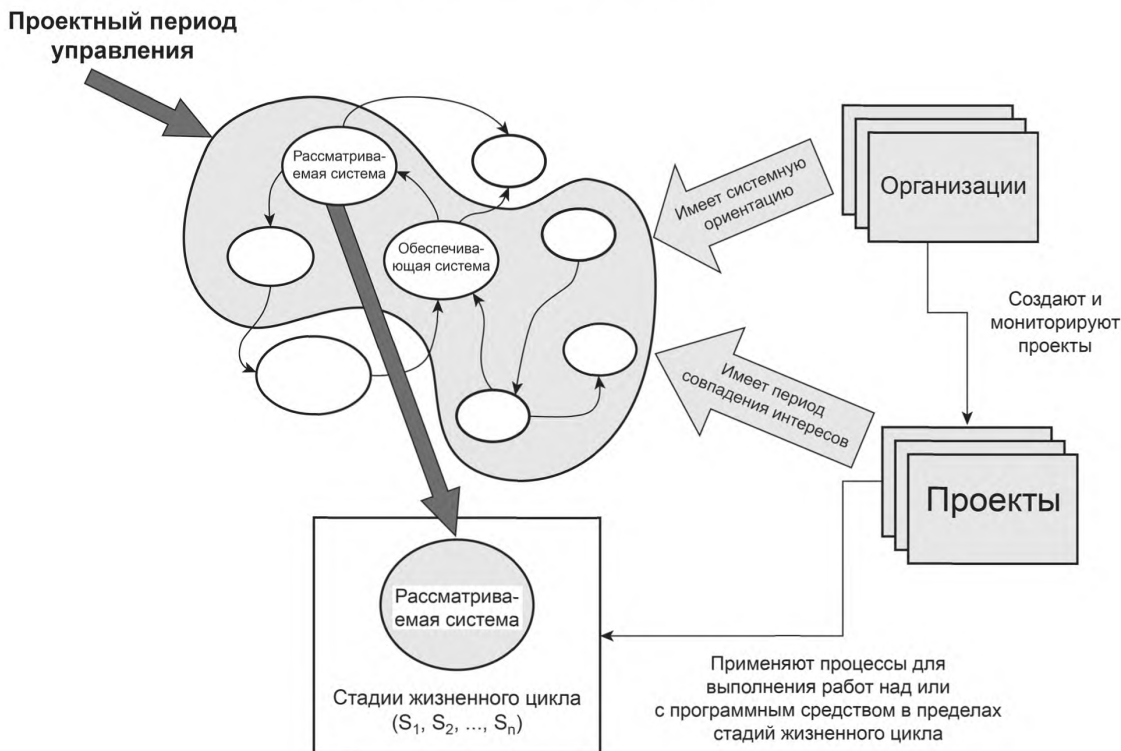 Проектный период
управления
Рассматрива-
емая система
Обеспечива-
ющая система
Имеет системную
ориентацию
Организации
Создают и
мониторируют
проекты
Имеет период
совпадения интересов
Проекты
Рассматрива-
емая система
Стадии жизненного цикла
(S₁, S₂, ..., Sₙ)
Применяют процессы для
выполнения работ над или
с программным средством в пределах
стадий жизненного цикла